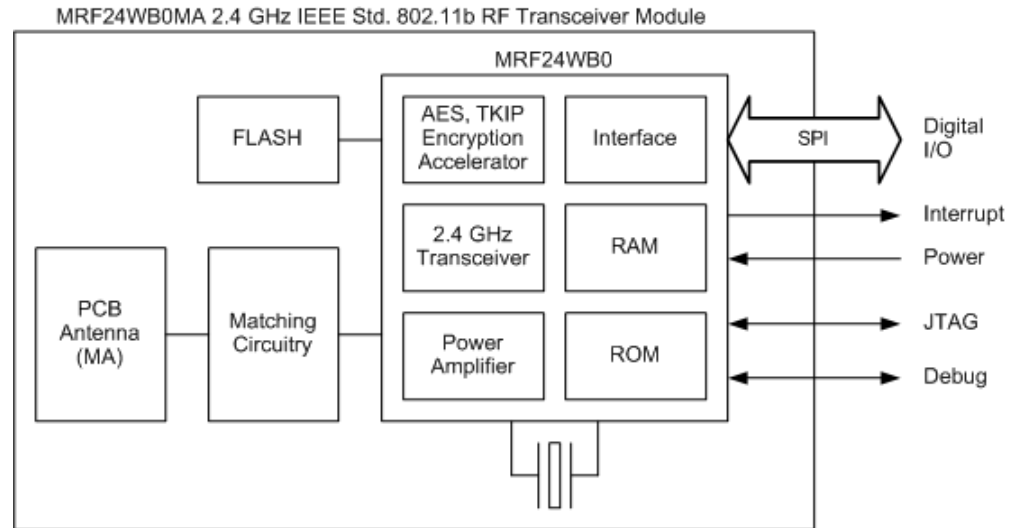 MRF24WB0MA 2.4 GHz IEEE Std. 802.11b RF Transceiver Module
MRF24WB0
FLASH
AES, TKIP
Encryption
Accelerator
Interface
SPI
Digital
I/O
2.4 GHz
Transceiver
RAM
Interrupt
Power
PCB
Antenna
(MA)
Matching
Circuitry
Power
Amplifier
ROM
JTAG
Debug